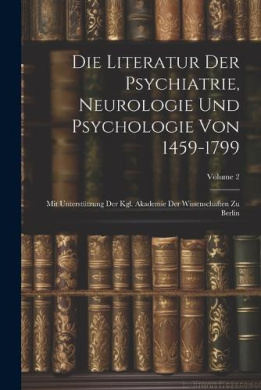 Die Literatur Der
Psychiatrie,
Neurologie Und
Psychologie Von
1459-1799
Volume 2
Mit Unterstützung Der Kgl. Akademie Der Wissenschaften Zu
Berlin